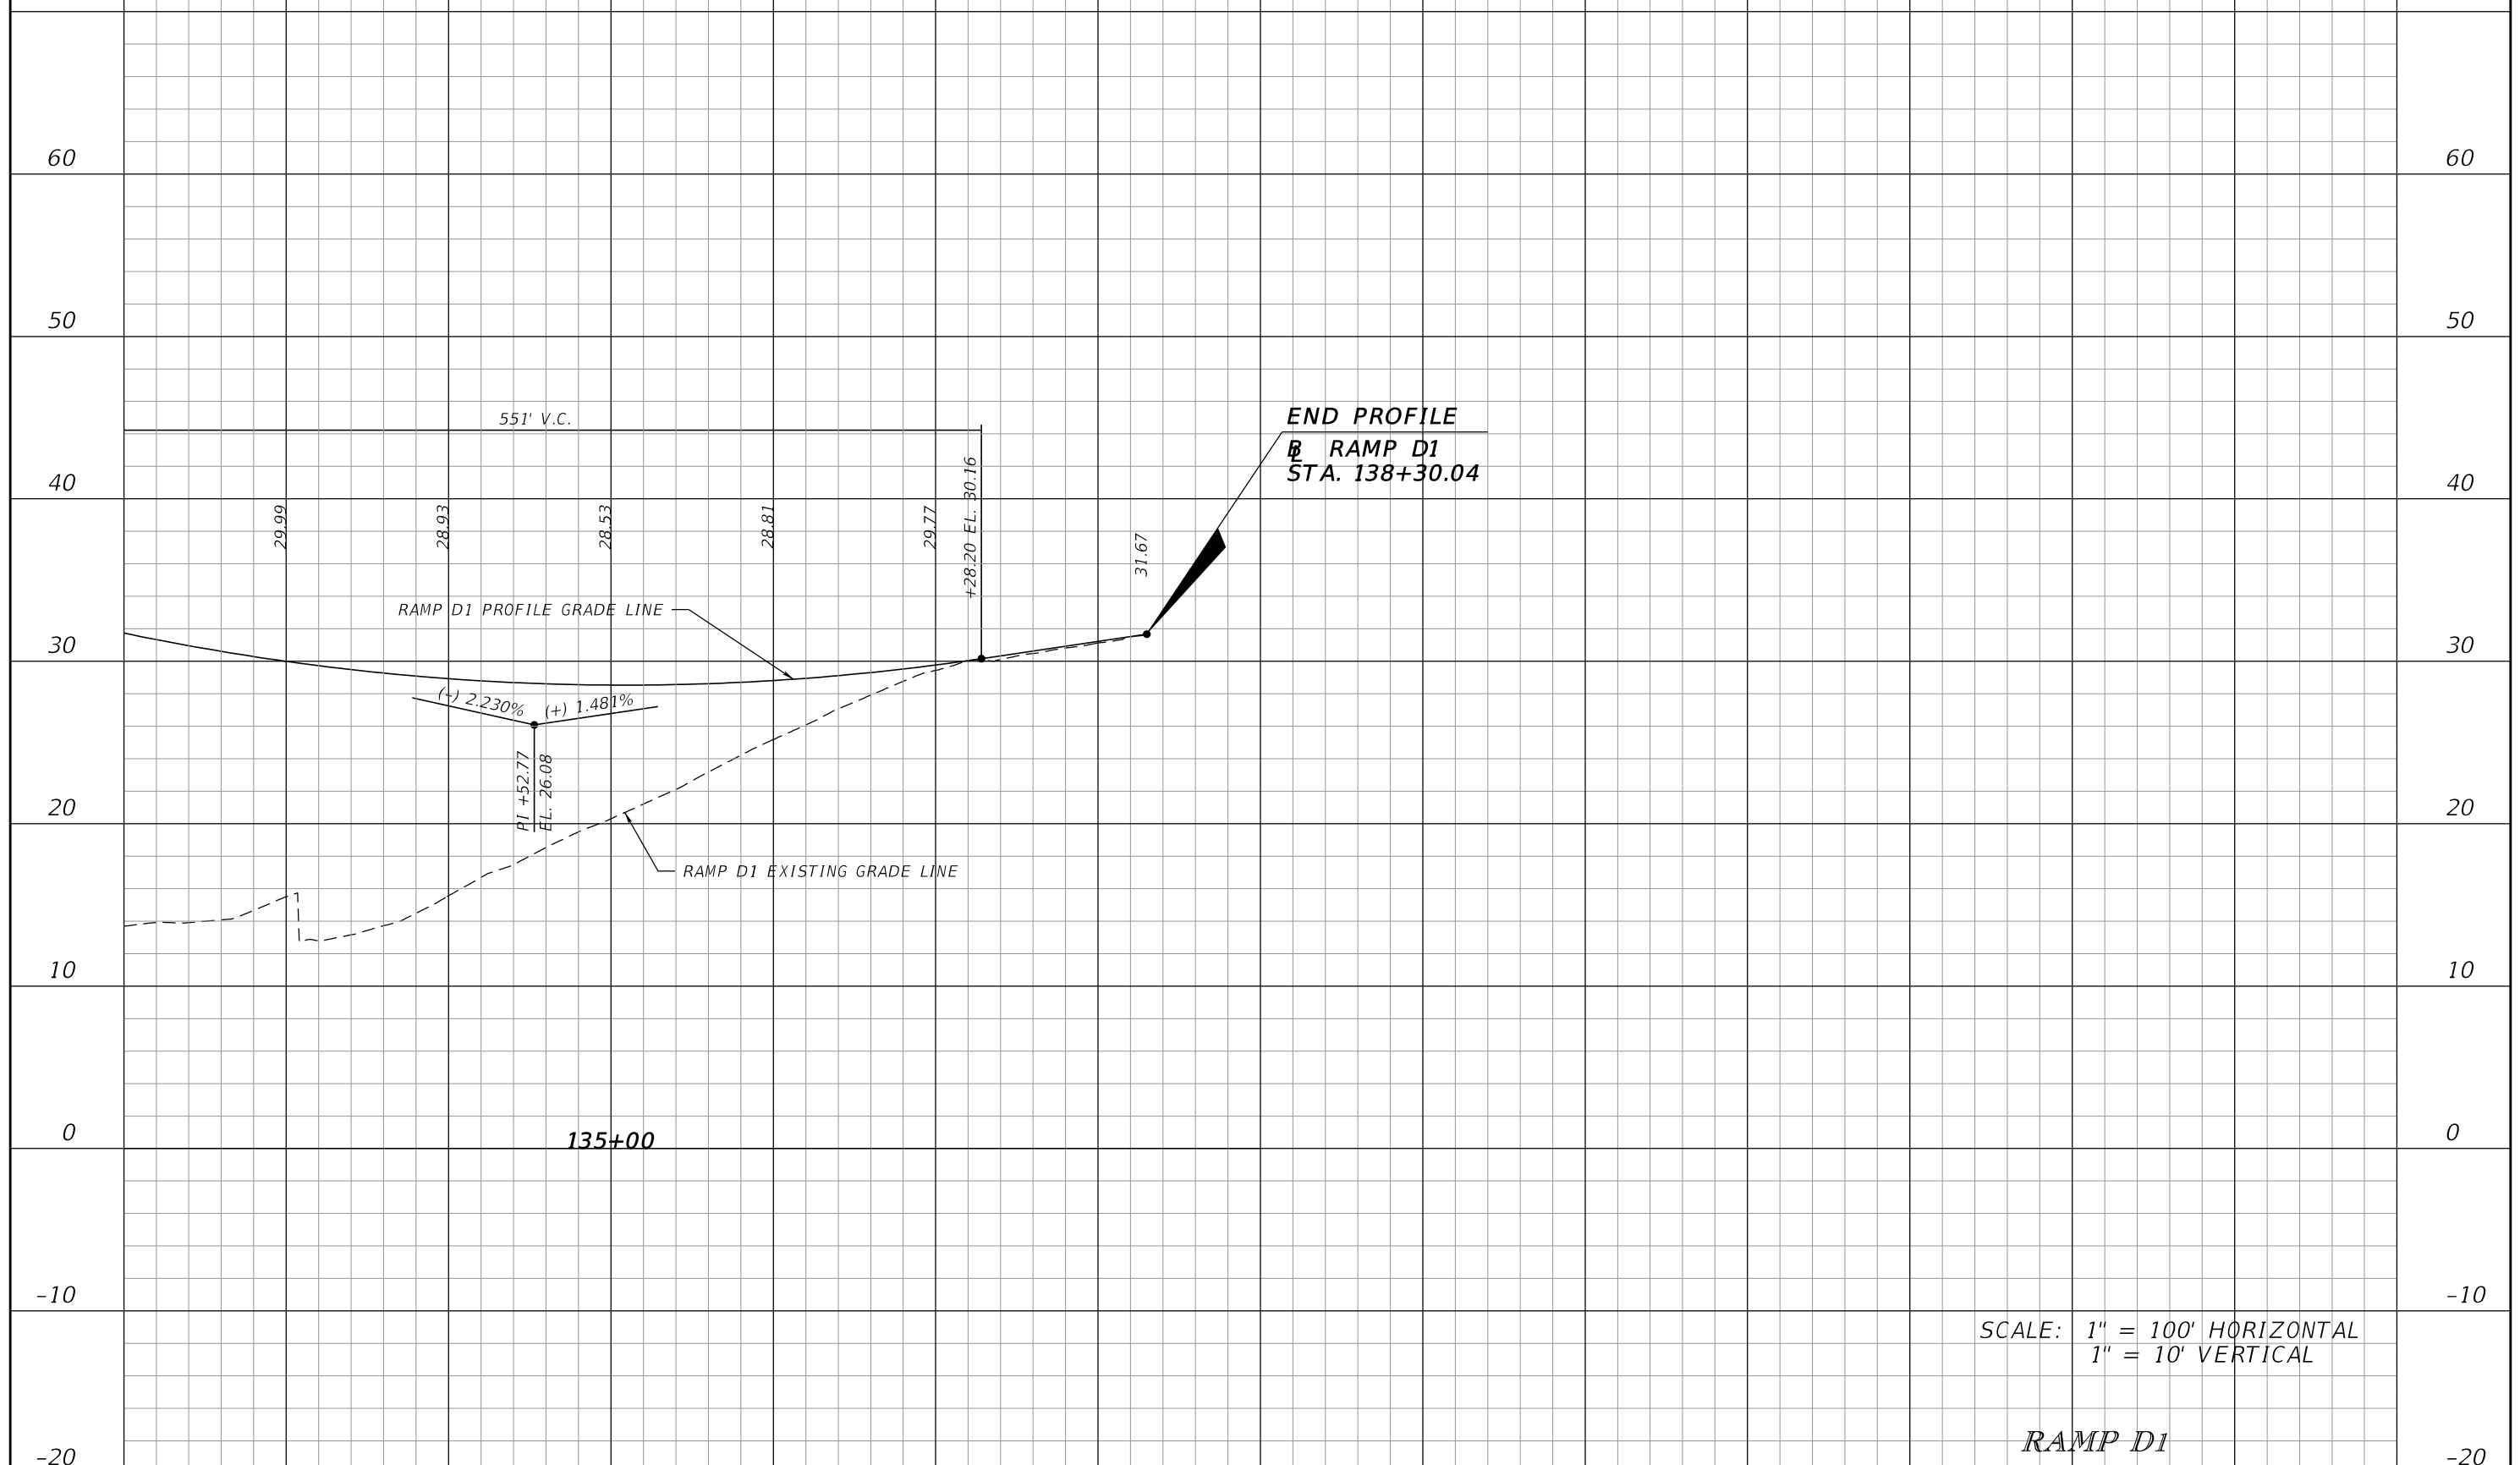 60
60
50
50
END PROFILE
551' V.C.
BL RAMP D1
STA. 138+30.04
40
40
29.99
28.93
28.53
28.81
29.77
+28.20 EL. 30.16
31.67
RAMP D1 PROFILE GRADE LINE
30
30
(-) 2.230%
(+) 1.481%
PI +52.77
EL. 26.08
20
20
RAMP D1 EXISTING GRADE LINE
10
10
0
135+00
0
-10
-10
SCALE: 1" = 100' HORIZONTAL
1" = 10' VERTICAL
RAMP D1
-20
-20